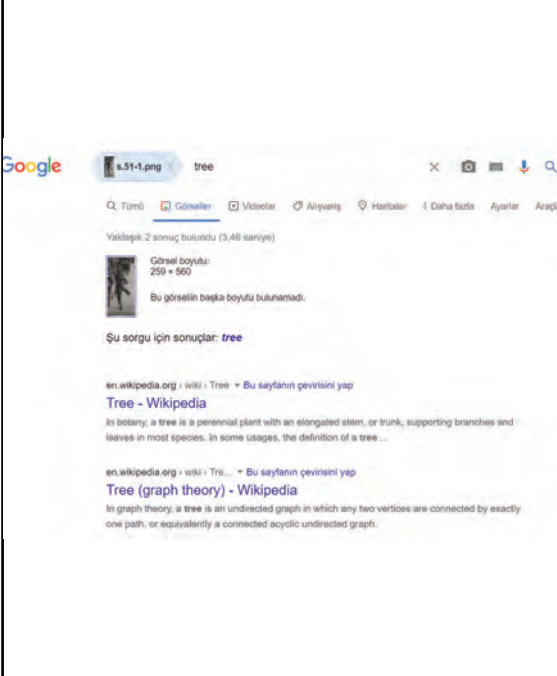 Google
s.51-1.png × tree
Tümü Görseller Videolar Alışveriş Haritalar Daha fazla Ayarlar Araçla
Yaklaşık 2 sonuç bulundu (3,46 saniye)
Görsel boyutu:
259 × 560
Bu görselin başka boyutu bulunamadı.
Şu sorgu için sonuçlar: tree
en.wikipedia.org › wiki › Tree ▾ Bu sayfanın çevirisini yap
Tree - Wikipedia
In botany, a tree is a perennial plant with an elongated stem, or trunk, supporting branches and
leaves in most species. In some usages, the definition of a tree ...
en.wikipedia.org › wiki › Tre... ▾ Bu sayfanın çevirisini yap
Tree (graph theory) - Wikipedia
In graph theory, a tree is an undirected graph in which any two vertices are connected by exactly
one path, or equivalently a connected acyclic undirected graph.